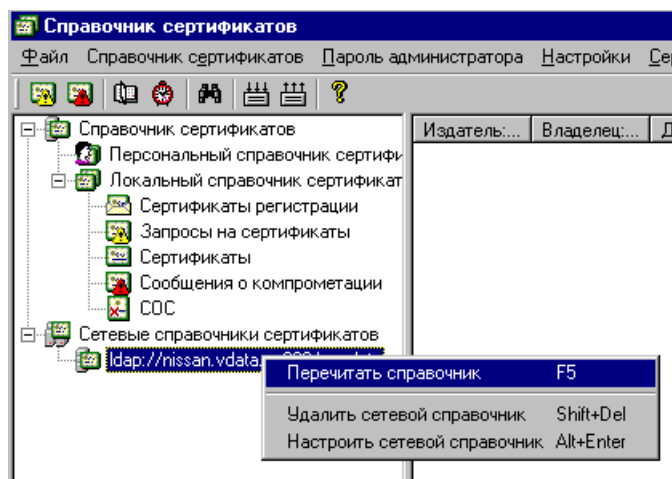 Справочник сертификатов
Файл Справочник сертификатов Пароль администратора Настройки
Издатель:... Владелец:...
Справочник сертификатов
Персональный справочник
Локальный справочник сертификат
Сертификаты регистрации
Запросы на сертификаты
Сертификаты
Сообщения о компрометации
СОС
Сетевые справочники сертификатов
ldap://nissan.vdata.
Перечитать справочник F5
Удалить сетевой справочник Shift+Del
Настроить сетевой справочник Alt+Enter